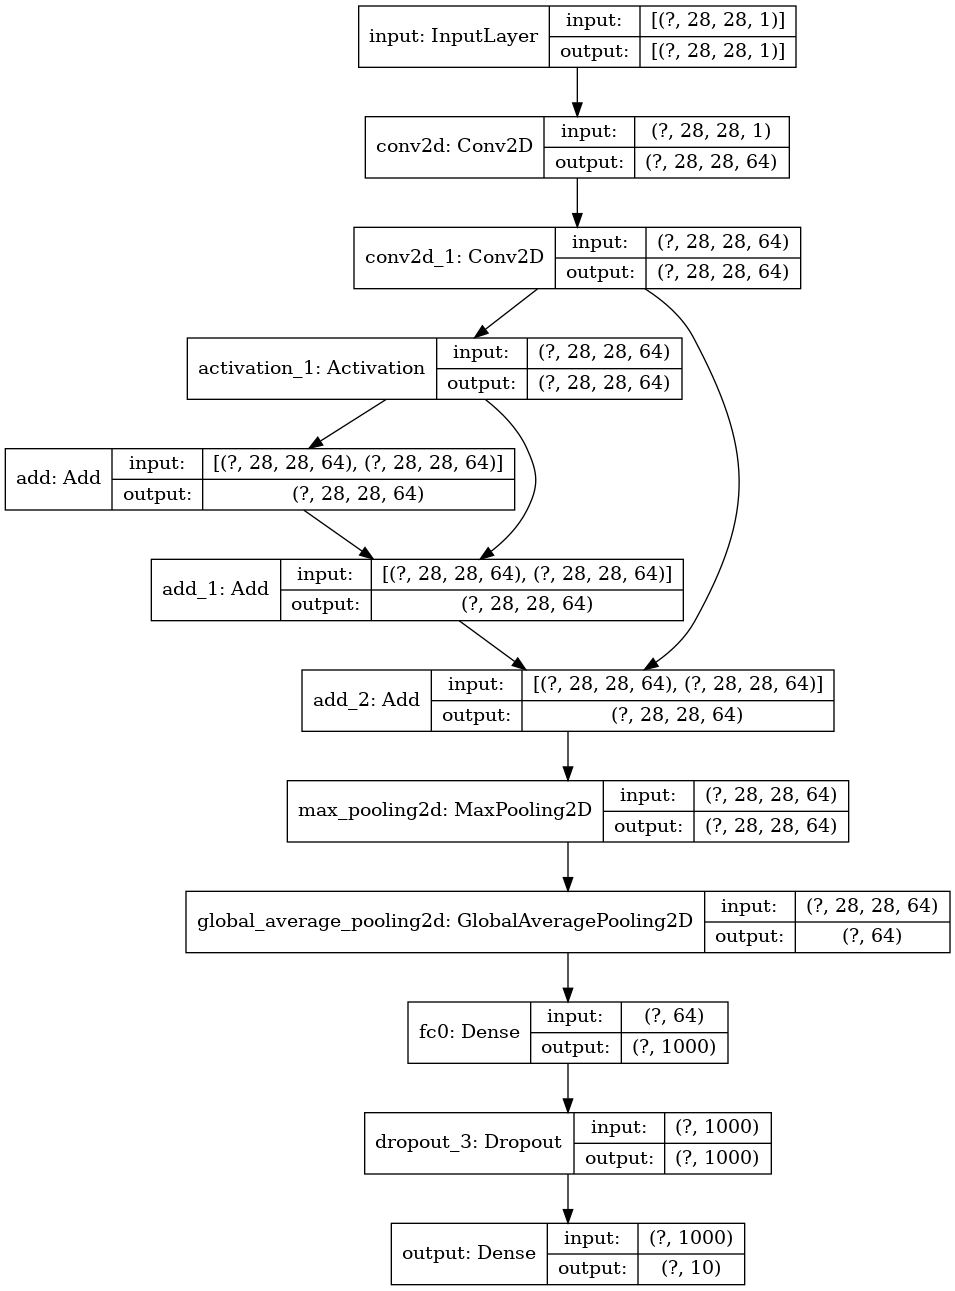 input: InputLayer
input: [(?, 28, 28, 1)]
output: [(?, 28, 28, 1)]
conv2d: Conv2D
input: (?, 28, 28, 1)
output: (?, 28, 28, 64)
conv2d_1: Conv2D
input: (?, 28, 28, 64)
output: (?, 28, 28, 64)
activation_1: Activation
input: (?, 28, 28, 64)
output: (?, 28, 28, 64)
add: Add
input: [(?, 28, 28, 64), (?, 28, 28, 64)]
output: (?, 28, 28, 64)
add_1: Add
input: [(?, 28, 28, 64), (?, 28, 28, 64)]
output: (?, 28, 28, 64)
add_2: Add
input: [(?, 28, 28, 64), (?, 28, 28, 64)]
output: (?, 28, 28, 64)
max_pooling2d: MaxPooling2D
input: (?, 28, 28, 64)
output: (?, 28, 28, 64)
global_average_pooling2d: GlobalAveragePooling2D
input: (?, 28, 28, 64)
output: (?, 64)
fc0: Dense
input: (?, 64)
output: (?, 1000)
dropout_3: Dropout
input: (?, 1000)
output: (?, 1000)
output: Dense
input: (?, 1000)
output: (?, 10)